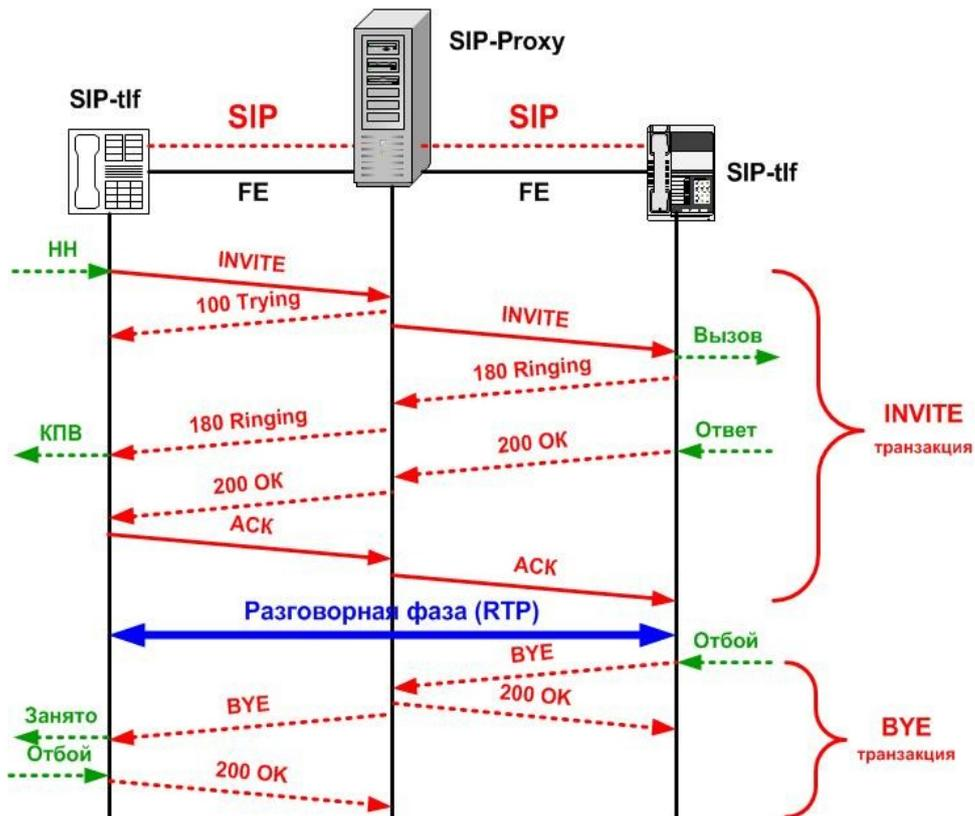 SIP-Proxy
SIP-tlf
SIP
SIP
SIP-tlf
FE
FE
НН
INVITE
100 Trying
INVITE
Вызов
180 Ringing
КПВ
180 Ringing
200 OK
Ответ
INVITE
транзакция
200 OK
ACK
ACK
Разговорная фаза (RTP)
Отбой
BYE
200 OK
BYE
Занято
BYE
транзакция
Отбой
200 OK